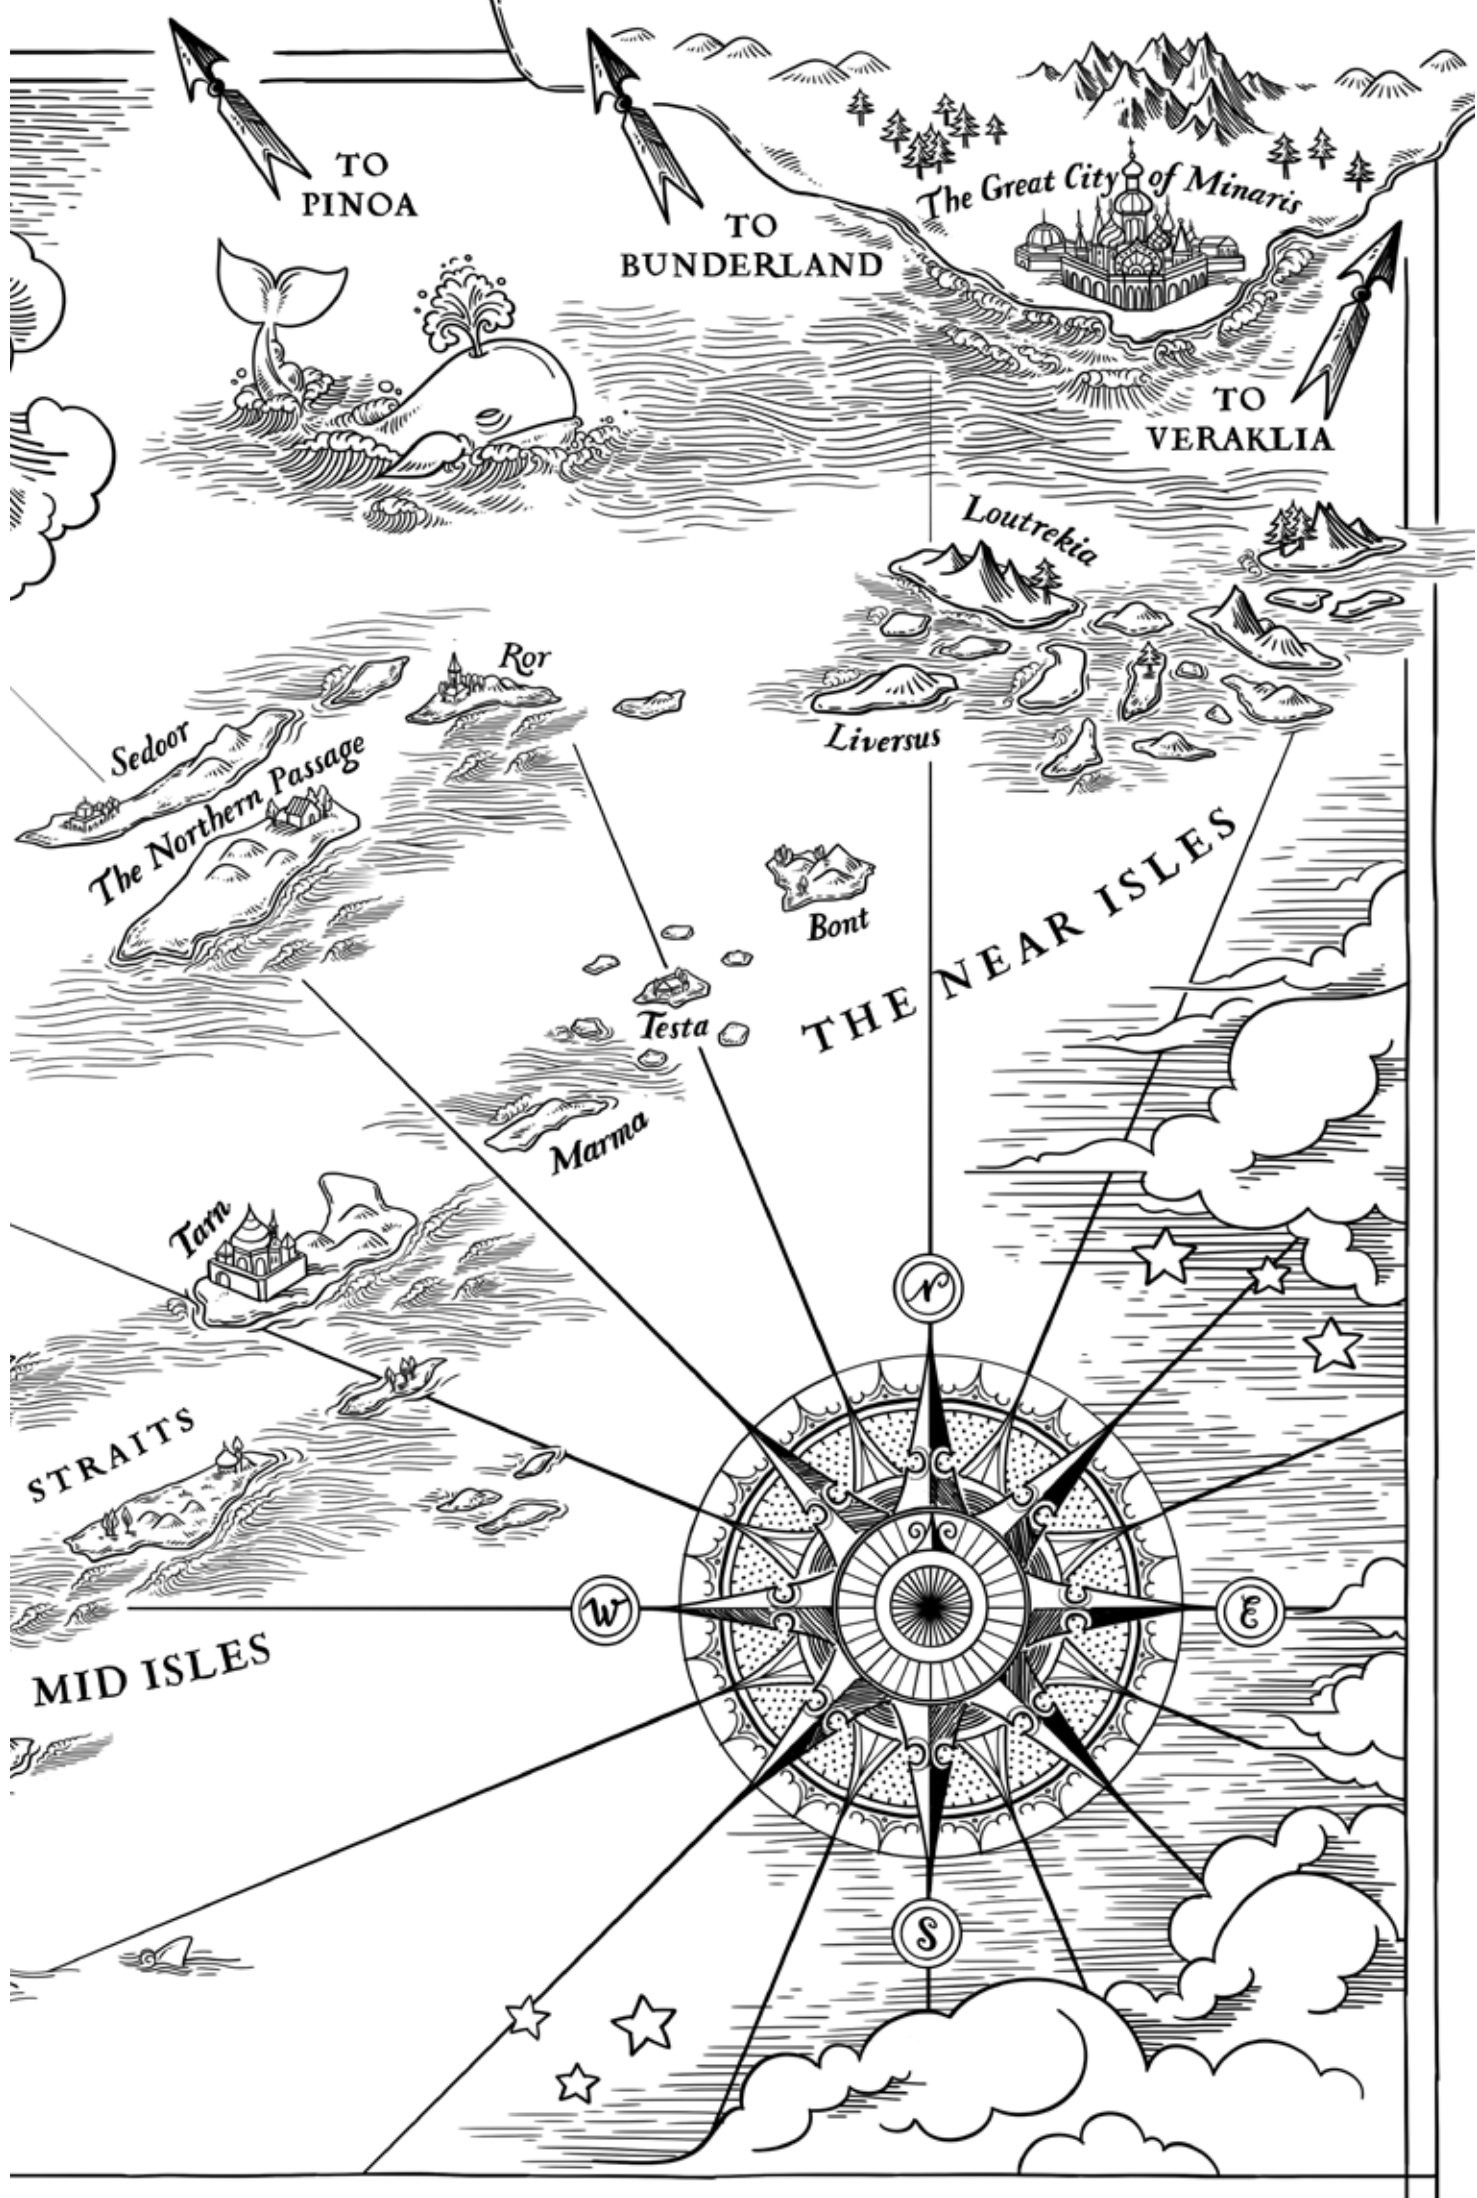 TO
PINOA
TO
BUNDERLAND
The Great City of Minaris
TO
VERAKLIA
Loutrekia
Ror
Sedoor
Liversus
The Northern Passage
Bont
THE NEAR ISLES
Testa
Marma
Tarn
N
STRAITS
W
E
MID ISLES
S